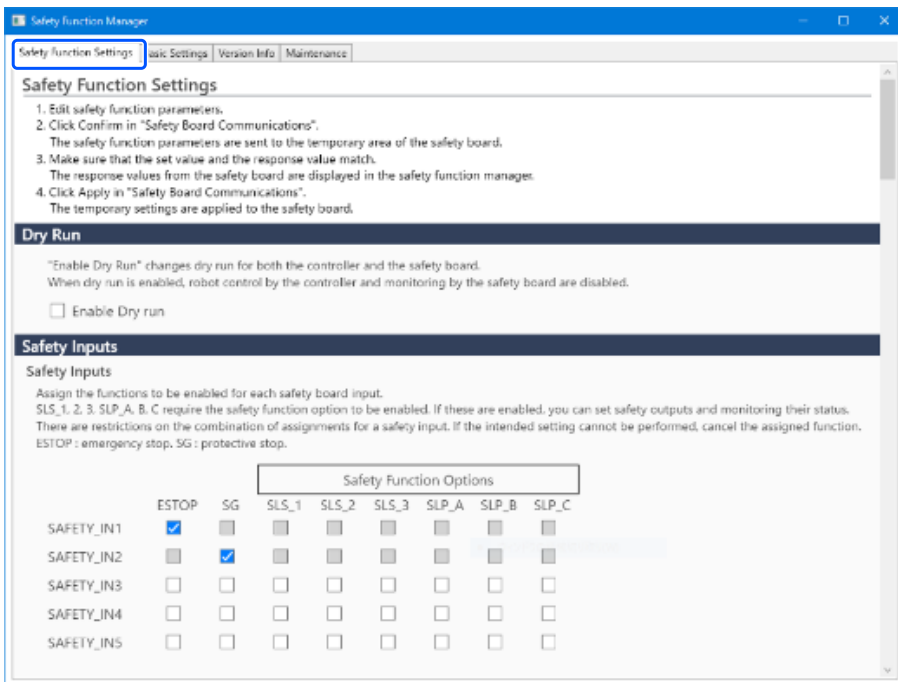 Safety Function Manager
Safety Function Settings asic Settings Version Info Maintenance
Safety Function Settings
1. Edit safety function parameters.
2. Click Confirm in "Safety Board Communications".
The safety function parameters are sent to the temporary area of the safety board.
3. Make sure that the set value and the response value match.
The response values from the safety board are displayed in the safety function manager.
4. Click Apply in "Safety Board Communications".
The temporary settings are applied to the safety board.
Dry Run
"Enable Dry Run" changes dry run for both the controller and the safety board.
When dry run is enabled, robot control by the controller and monitoring by the safety board are disabled.
Enable Dry run
Safety Inputs
Safety Inputs
Assign the functions to be enabled for each safety board input.
SLS_1, 2, 3, SLP_A, B, C require the safety function option to be enabled. If these are enabled, you can set safety outputs and monitoring their status.
There are restrictions on the combination of assignments for a safety input. If the intended setting cannot be performed, cancel the assigned function.
ESTOP : emergency stop, SG : protective stop.
Safety Function Options
ESTOP SG SLS_1 SLS_2 SLS_3 SLP_A SLP_B SLP_C
SAFETY_IN1
SAFETY_IN2
SAFETY_IN3
SAFETY_IN4
SAFETY_IN5